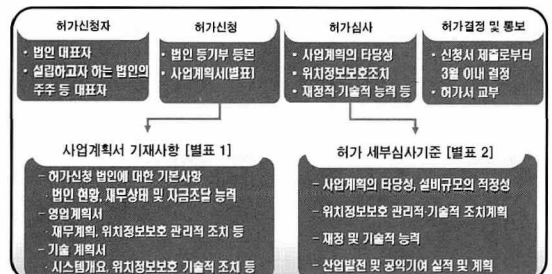 허가신청자
· 법인 대표자
· 설립하고자 하는 법인의
주주 등 대표자
허가신청
· 법인 등기부 등본
· 사업계획서(별표)
허가심사
· 사업계획의 타당성
· 위치정보보호조치
· 재정적·기술적 능력 등
허가결정 및 통보
· 신청서 제출로부터
3월 이내 결정
· 허가서 교부
사업계획서 기재사항 [별표 1]
- 허가신청 법인에 대한 기본사항
· 법인 현황, 재무상태 및 자금조달 능력
- 영업계획서
· 재무계획, 위치정보보호 관리적 조치 등
- 기술 계획서
· 시스템개요, 위치정보보호 기술적 조치 등
허가 세부심사기준 [별표 2]
- 사업계획의 타당성, 설비규모의 적정성
- 위치정보보호 관리적·기술적 조치계획
- 재정 및 기술적 능력
- 산업발전 및 공익기여 실적 및 계획